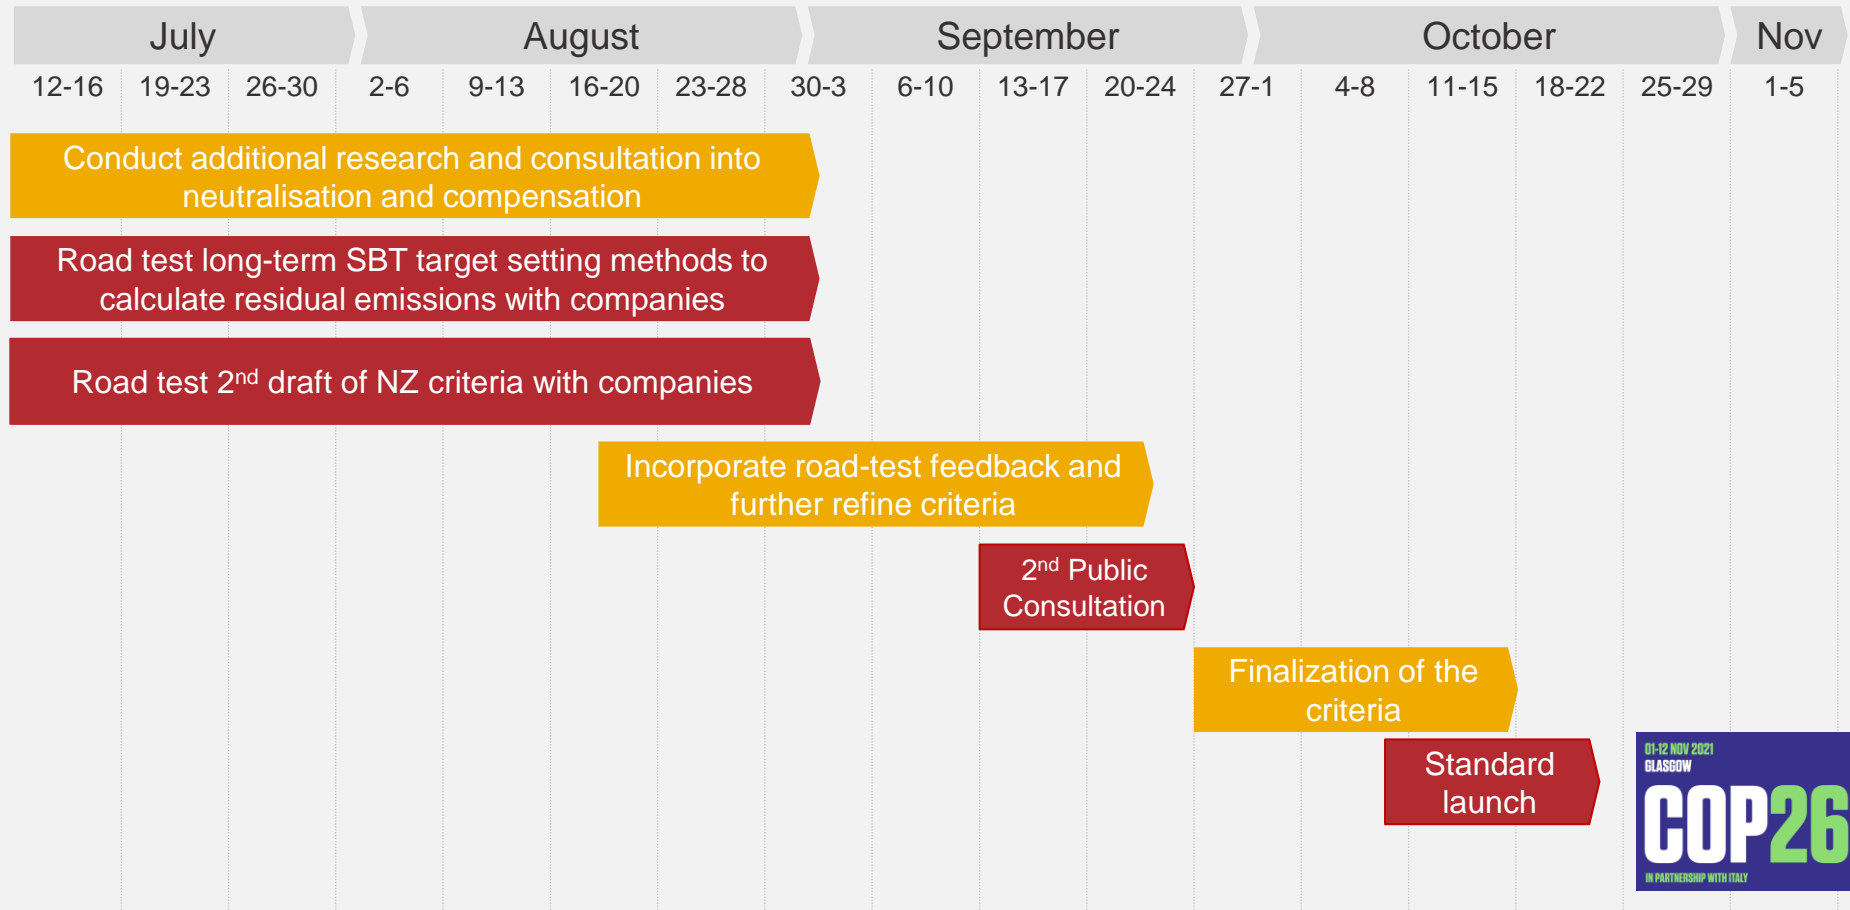 July August September October Nov
12-16 19-23 26-30 2-6 9-13 16-20 23-28 30-3 6-10 13-17 20-24 27-1 4-8 11-15 18-22 25-29 1-5
Conduct additional research and consultation into
neutralisation and compensation
Road test long-term SBT target setting methods to
calculate residual emissions with companies
Road test 2nd draft of NZ criteria with companies
Incorporate road-test feedback and
further refine criteria
2nd Public
Consultation
Finalization of the
criteria
Standard
launch
01-12 NOV 2021
GLASGOW
COP26
IN PARTNERSHIP WITH ITALY